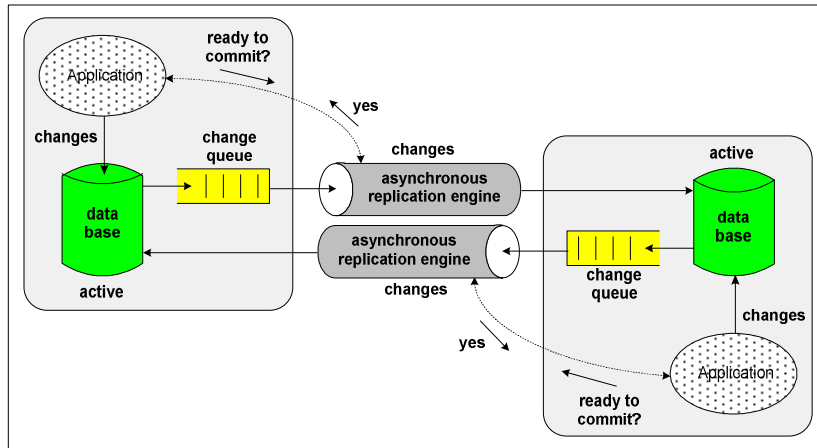 ready to
commit?
Application
yes
changes
change
queue
changes
asynchronous
replication engine
active
data
base
data
base
asynchronous
replication engine
change
queue
active
changes
changes
yes
Application
ready to
commit?